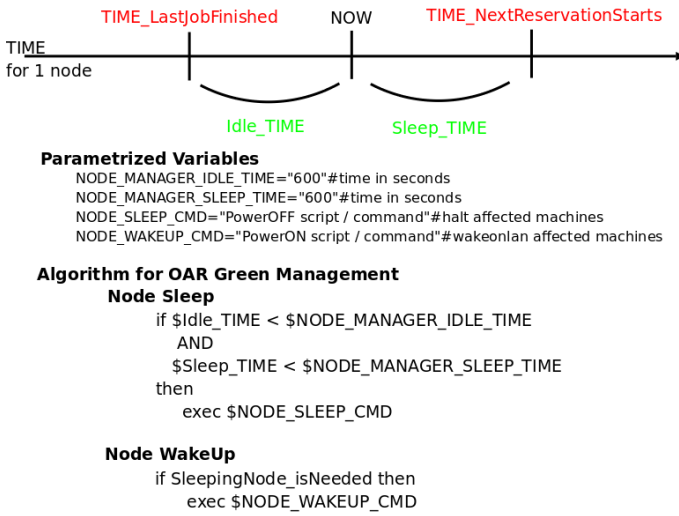 TIME_LastJobFinished NOW TIME_NextReservationStarts
TIME
for 1 node
Idle_TIME Sleep_TIME
Parametrized Variables
NODE_MANAGER_IDLE_TIME="600"#time in seconds
NODE_MANAGER_SLEEP_TIME="600"#time in seconds
NODE_SLEEP_CMD="PowerOFF script / command"#halt affected machines
NODE_WAKEUP_CMD="PowerON script / command"#wakeonlan affected machines
Algorithm for OAR Green Management
Node Sleep
if $Idle_TIME < $NODE_MANAGER_IDLE_TIME
AND
$Sleep_TIME < $NODE_MANAGER_SLEEP_TIME
then
exec $NODE_SLEEP_CMD
Node WakeUp
if SleepingNode_isNeeded then
exec $NODE_WAKEUP_CMD